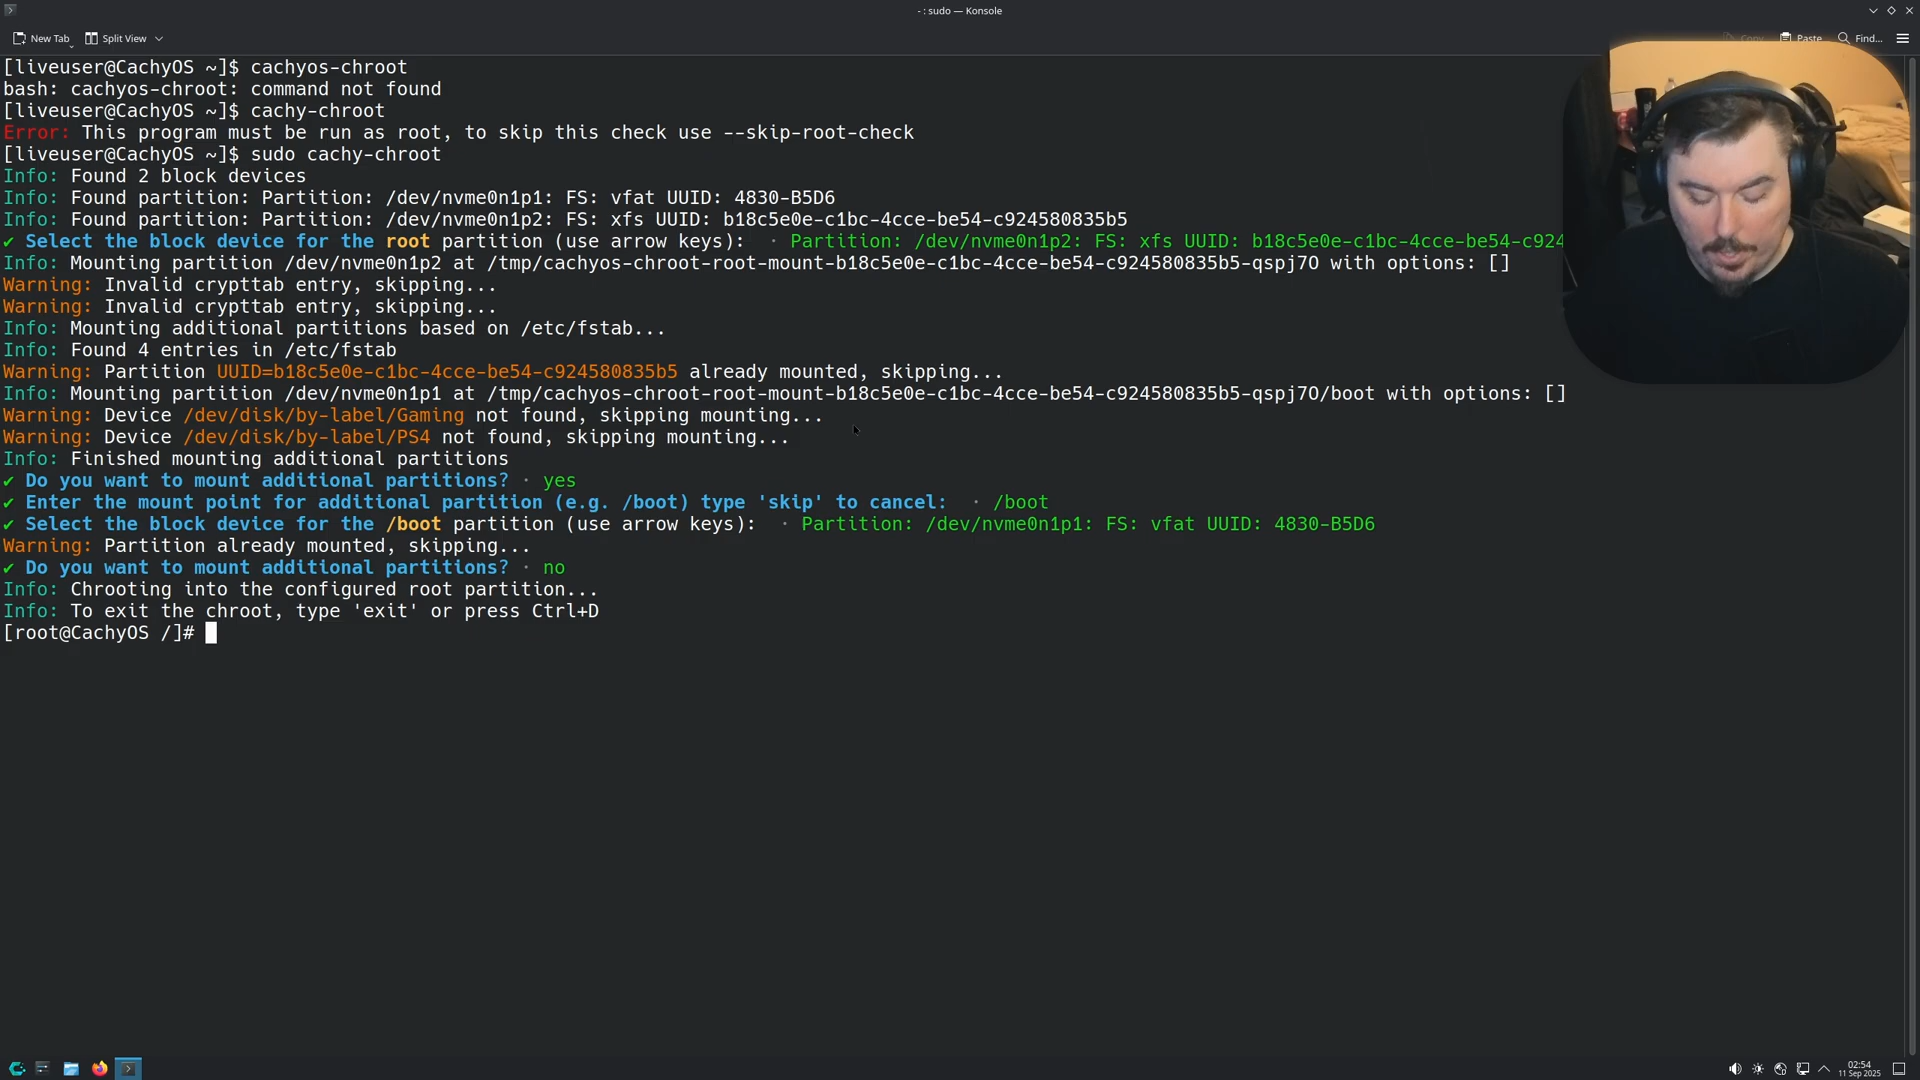 - : sudo — Konsole
New Tab
Split View
Copy
Paste
Find...
[liveuser@CachyOS ~]$ cachyos-chroot
bash: cachyos-chroot: command not found
[liveuser@CachyOS ~]$ cachy-chroot
Error: This program must be run as root, to skip this check use --skip-root-check
[liveuser@CachyOS ~]$ sudo cachy-chroot
Info: Found 2 block devices
Info: Found partition: Partition: /dev/nvme0n1p1: FS: vfat UUID: 4830-B5D6
Info: Found partition: Partition: /dev/nvme0n1p2: FS: xfs UUID: b18c5e0e-c1bc-4cce-be54-c924580835b5
✔ Select the block device for the root partition (use arrow keys):  · Partition: /dev/nvme0n1p2: FS: xfs UUID: b18c5e0e-c1bc-4cce-be54-c924
Info: Mounting partition /dev/nvme0n1p2 at /tmp/cachyos-chroot-root-mount-b18c5e0e-c1bc-4cce-be54-c924580835b5-qspj7O with options: []
Warning: Invalid crypttab entry, skipping...
Warning: Invalid crypttab entry, skipping...
Info: Mounting additional partitions based on /etc/fstab...
Info: Found 4 entries in /etc/fstab
Warning: Partition UUID=b18c5e0e-c1bc-4cce-be54-c924580835b5 already mounted, skipping...
Info: Mounting partition /dev/nvme0n1p1 at /tmp/cachyos-chroot-root-mount-b18c5e0e-c1bc-4cce-be54-c924580835b5-qspj7O/boot with options: []
Warning: Device /dev/disk/by-label/Gaming not found, skipping mounting...
Warning: Device /dev/disk/by-label/PS4 not found, skipping mounting...
Info: Finished mounting additional partitions
✔ Do you want to mount additional partitions? · yes
✔ Enter the mount point for additional partition (e.g. /boot) type 'skip' to cancel:  · /boot
✔ Select the block device for the /boot partition (use arrow keys):  · Partition: /dev/nvme0n1p1: FS: vfat UUID: 4830-B5D6
Warning: Partition already mounted, skipping...
✔ Do you want to mount additional partitions? · no
Info: Chrooting into the configured root partition...
Info: To exit the chroot, type 'exit' or press Ctrl+D
[root@CachyOS /]#
02:54
11 Sep 2025